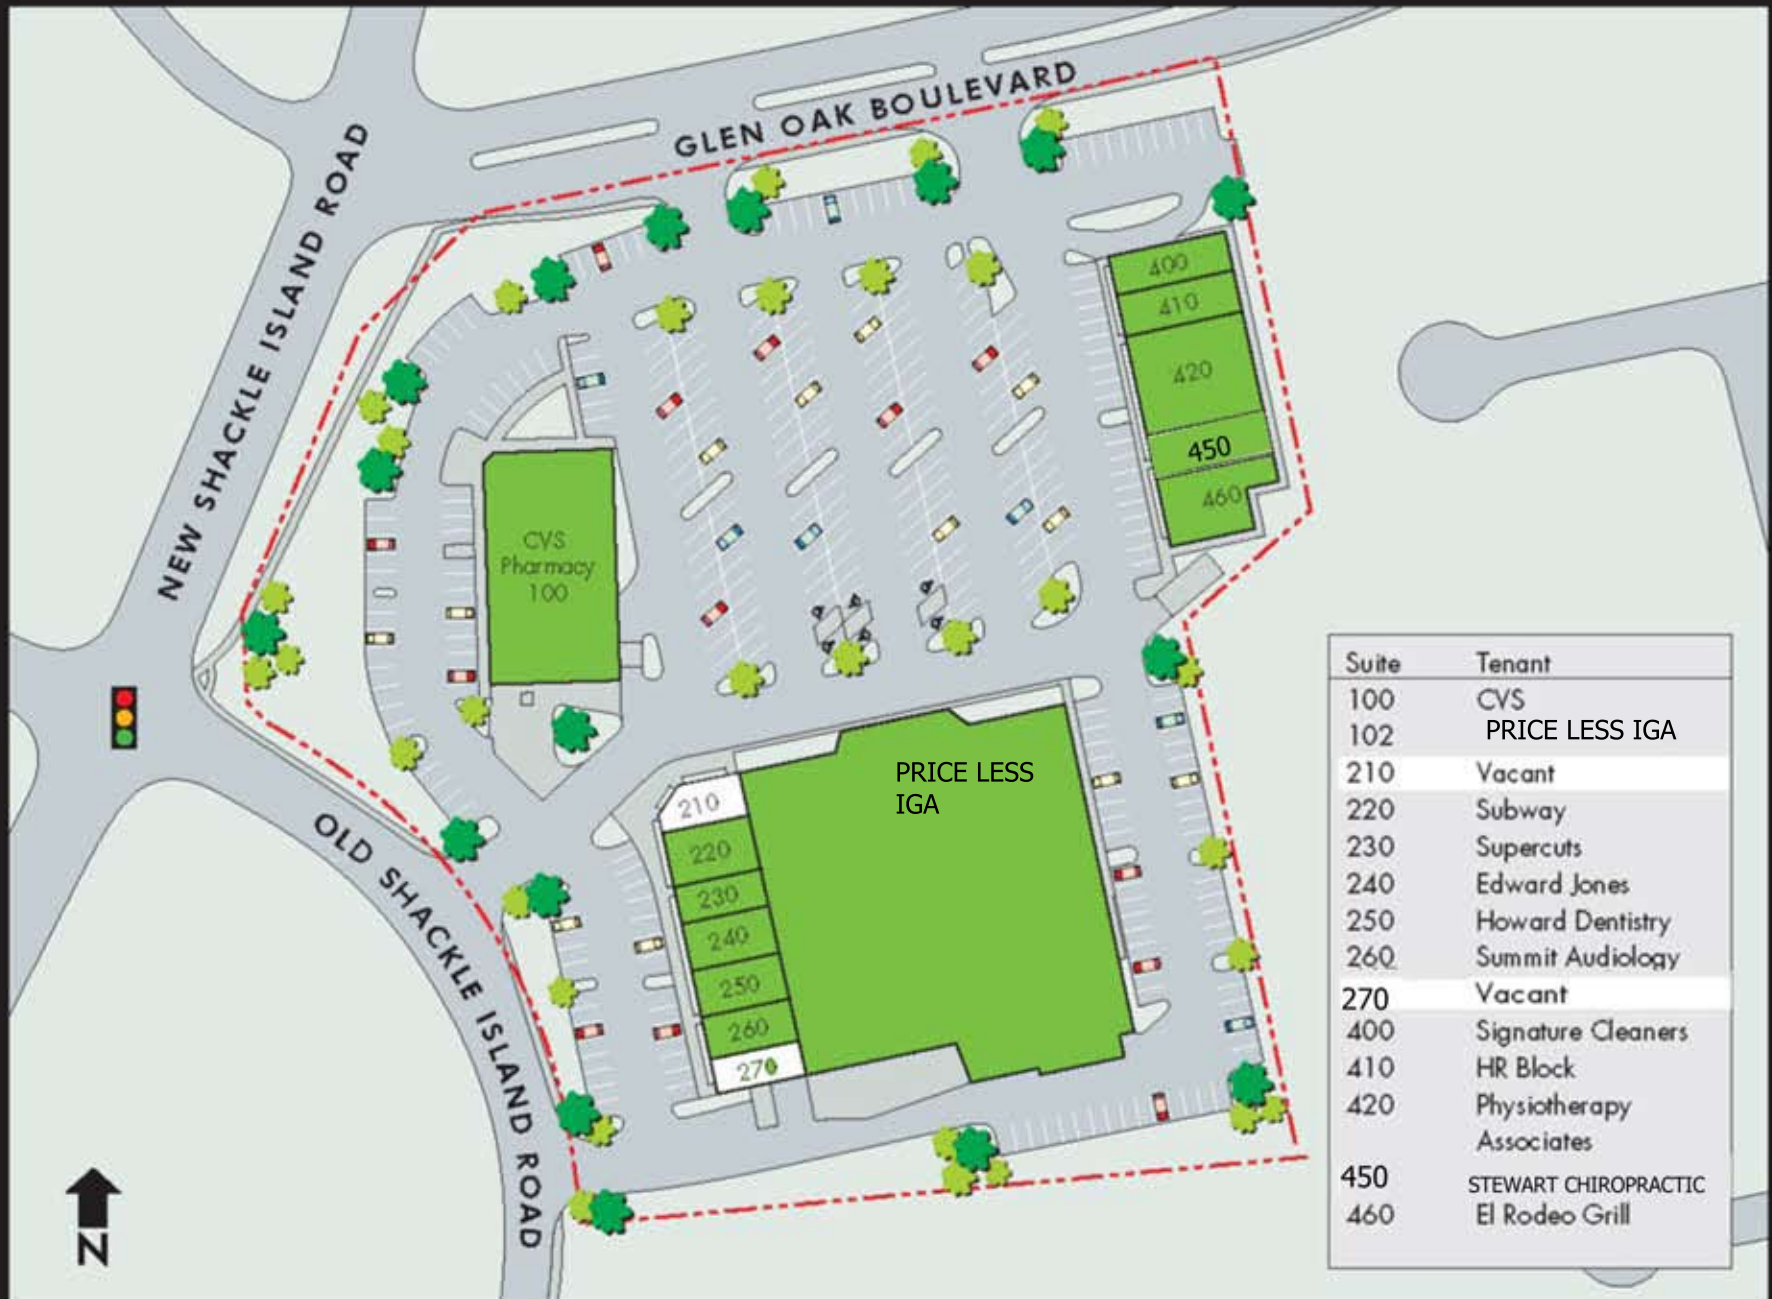 GLEN OAK BOULEVARD
NEW SHACKLE ISLAND ROAD
400
410
420
450
460
CVS
Pharmacy
100
PRICE LESS
IGA
210
220
230
240
250
260
270
OLD SHACKLE ISLAND ROAD
N
Suite Tenant
100 CVS
102 PRICE LESS IGA
210 Vacant
220 Subway
230 Supercuts
240 Edward Jones
250 Howard Dentistry
260 Summit Audiology
270 Vacant
400 Signature Cleaners
410 HR Block
420 Physiotherapy
Associates
450 STEWART CHIROPRACTIC
460 El Rodeo Grill